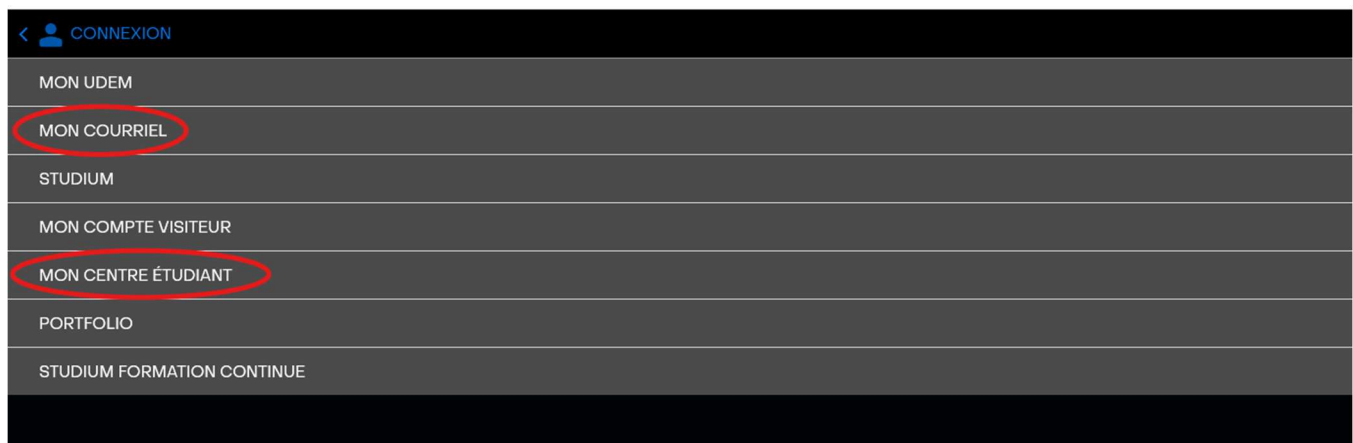 CONNEXION
MON UDEM
MON COURRIEL
STUDIUM
MON COMPTE VISITEUR
MON CENTRE ÉTUDIANT
PORTFOLIO
STUDIUM FORMATION CONTINUE